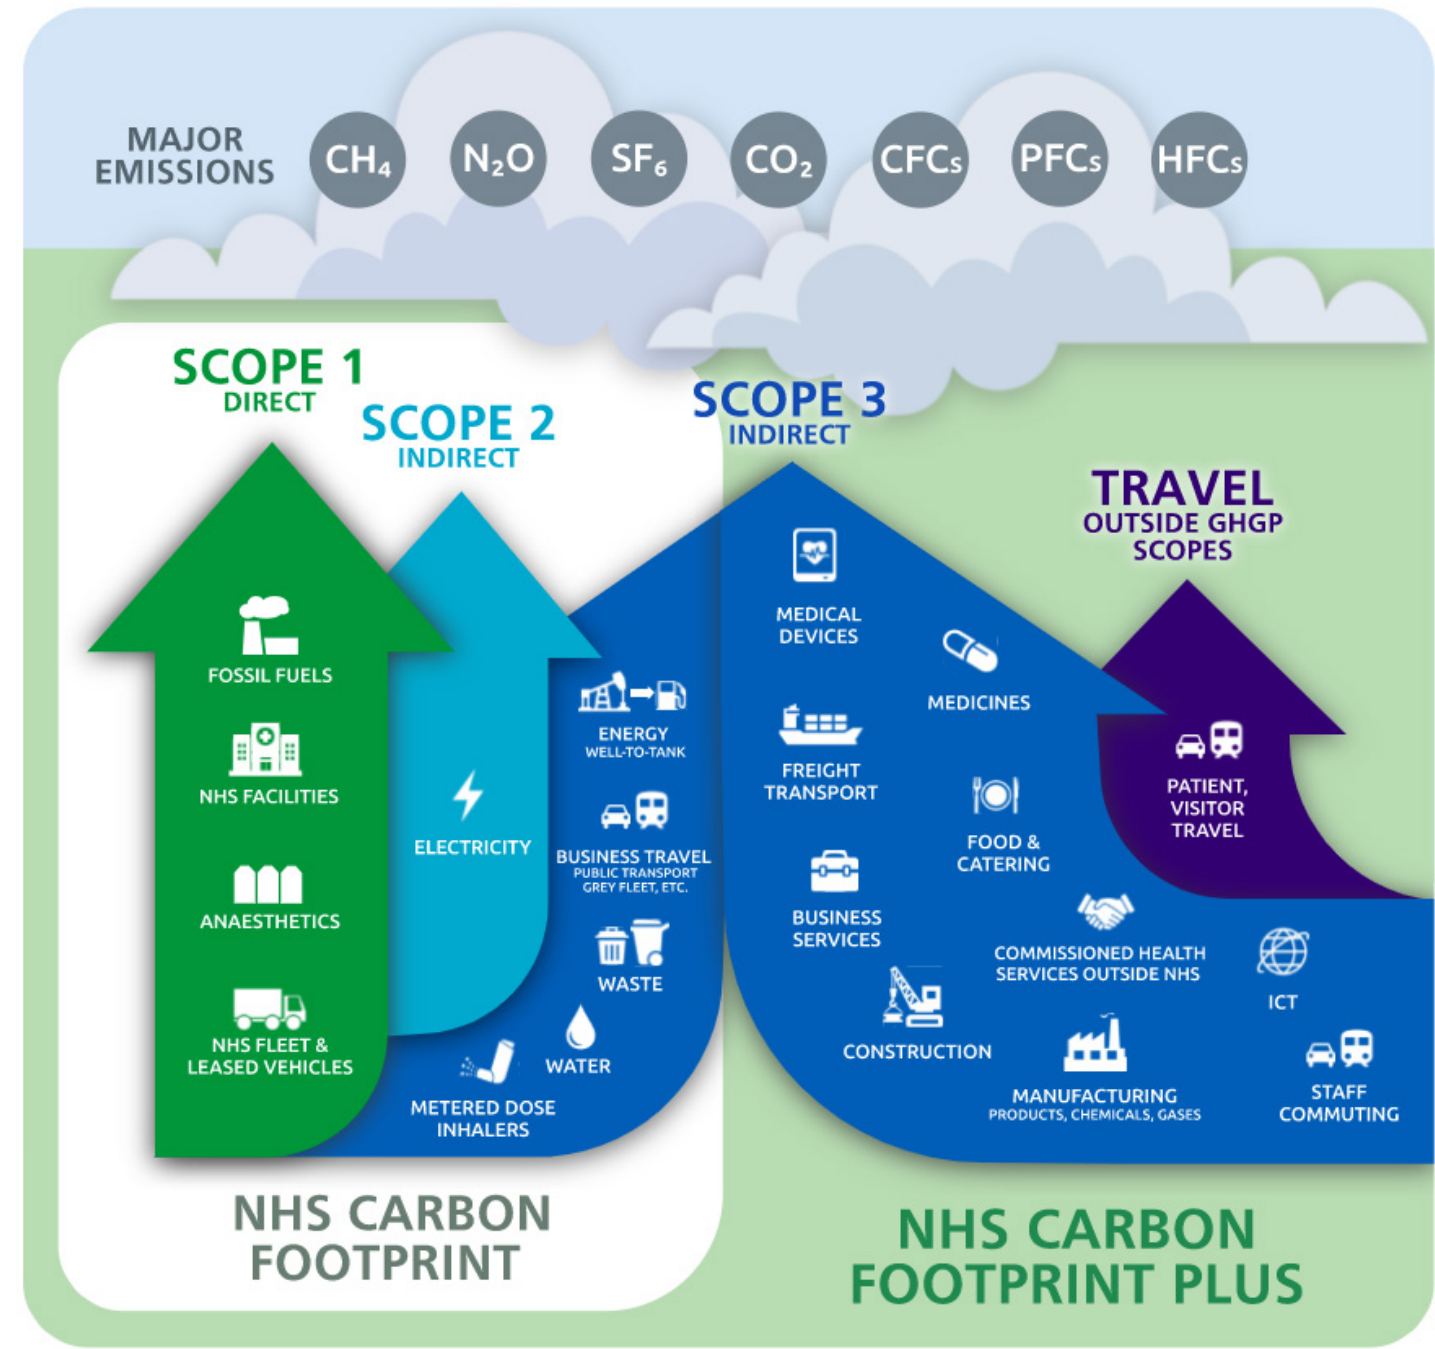 MAJOR
EMISSIONS
CH₄
N₂O
SF₆
CO₂
CFCs
PFCs
HFCs
SCOPE 1
DIRECT
SCOPE 2
INDIRECT
SCOPE 3
INDIRECT
TRAVEL
OUTSIDE GHGP
SCOPES
FOSSIL FUELS
NHS FACILITIES
ANAESTHETICS
NHS FLEET &
LEASED VEHICLES
ELECTRICITY
ENERGY
WELL-TO-TANK
BUSINESS TRAVEL
PUBLIC TRANSPORT
GREY FLEET, ETC.
WASTE
WATER
METERED DOSE
INHALERS
MEDICAL
DEVICES
MEDICINES
FREIGHT
TRANSPORT
FOOD &
CATERING
BUSINESS
SERVICES
COMMISSIONED HEALTH
SERVICES OUTSIDE NHS
CONSTRUCTION
MANUFACTURING
PRODUCTS, CHEMICALS, GASES
ICT
STAFF
COMMUTING
PATIENT,
VISITOR
TRAVEL
NHS CARBON
FOOTPRINT
NHS CARBON
FOOTPRINT PLUS